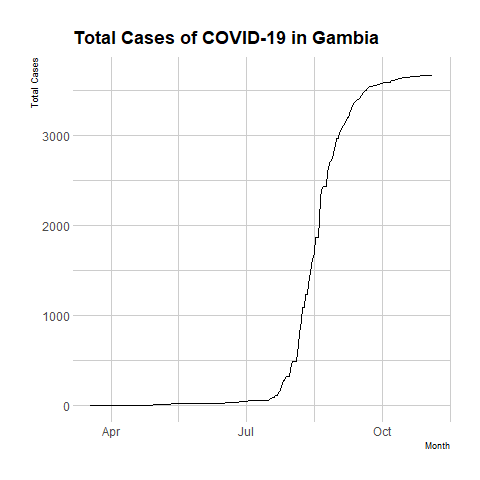 Total Cases of COVID-19 in Gambia
Total Cases
3000
2000
1000
0
Apr Jul Oct
Month